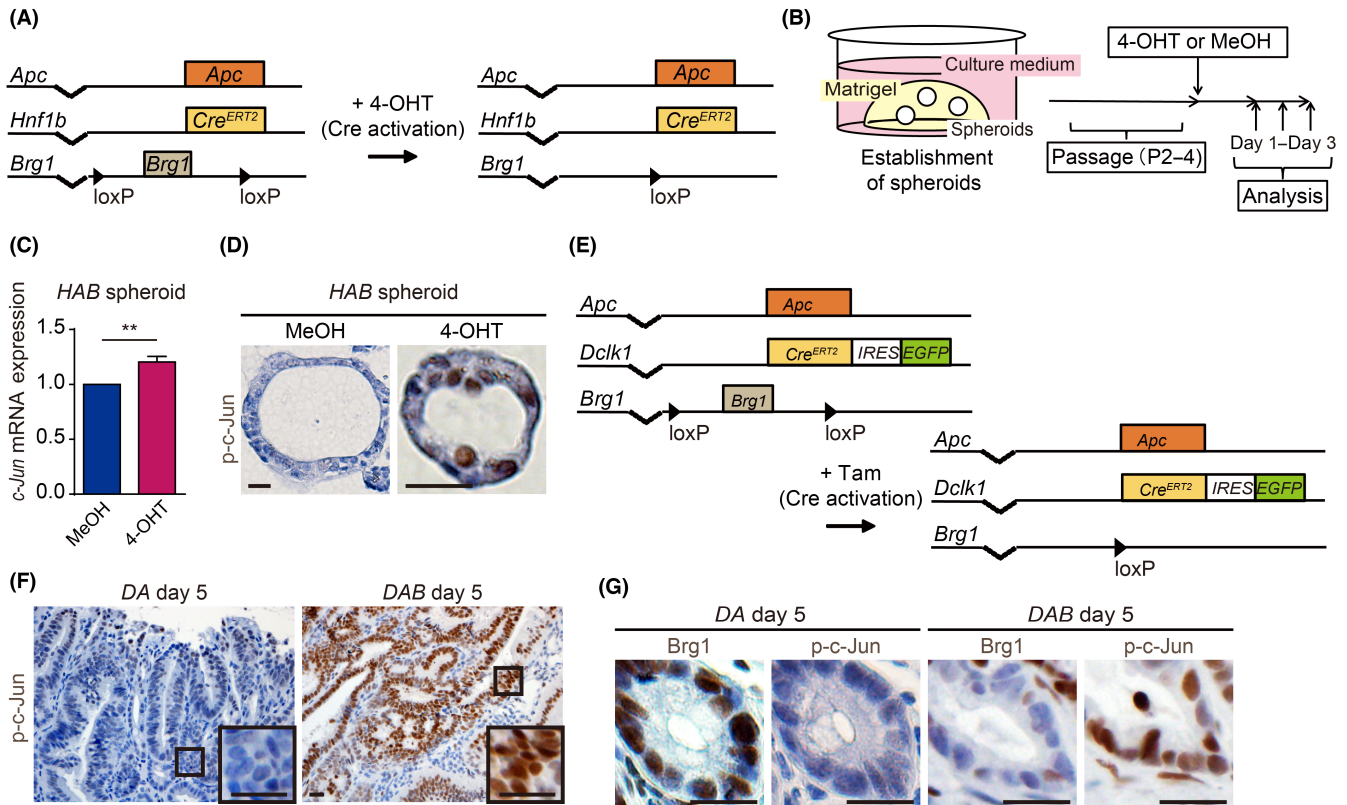 (A)
Apc
Apc
Hnf1b
CreERT2
Brg1
Brg1
loxP
loxP
+ 4-OHT
(Cre activation)
Apc
Apc
Hnf1b
CreERT2
Brg1
loxP
(B)
Culture medium
Matrigel
Spheroids
Establishment
of spheroids
4-OHT or MeOH
Passage (P2–4)
Day 1–Day 3
Analysis
(C)
HAB spheroid
c-Jun mRNA expression
1.5
1.0
0.5
0.0
**
MeOH
4-OHT
(D)
HAB spheroid
MeOH
4-OHT
p-c-Jun
(E)
Apc
Apc
Dclk1
CreERT2
IRES
EGFP
Brg1
Brg1
loxP
loxP
+ Tam
(Cre activation)
Apc
Apc
Dclk1
CreERT2
IRES
EGFP
Brg1
loxP
(F)
DA day 5
DAB day 5
p-c-Jun
(G)
DA day 5
DAB day 5
Brg1
p-c-Jun
Brg1
p-c-Jun